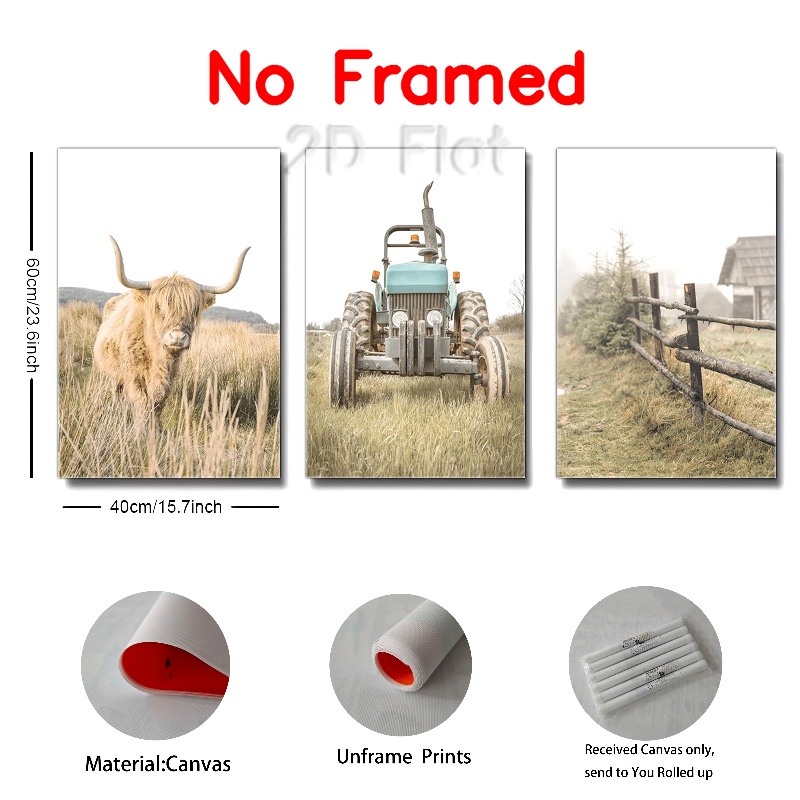 No Framed
2D Flat
60cm/23.6inch
40cm/15.7inch
Material:Canvas
Unframe Prints
Received Canvas only,
send to You Rolled up